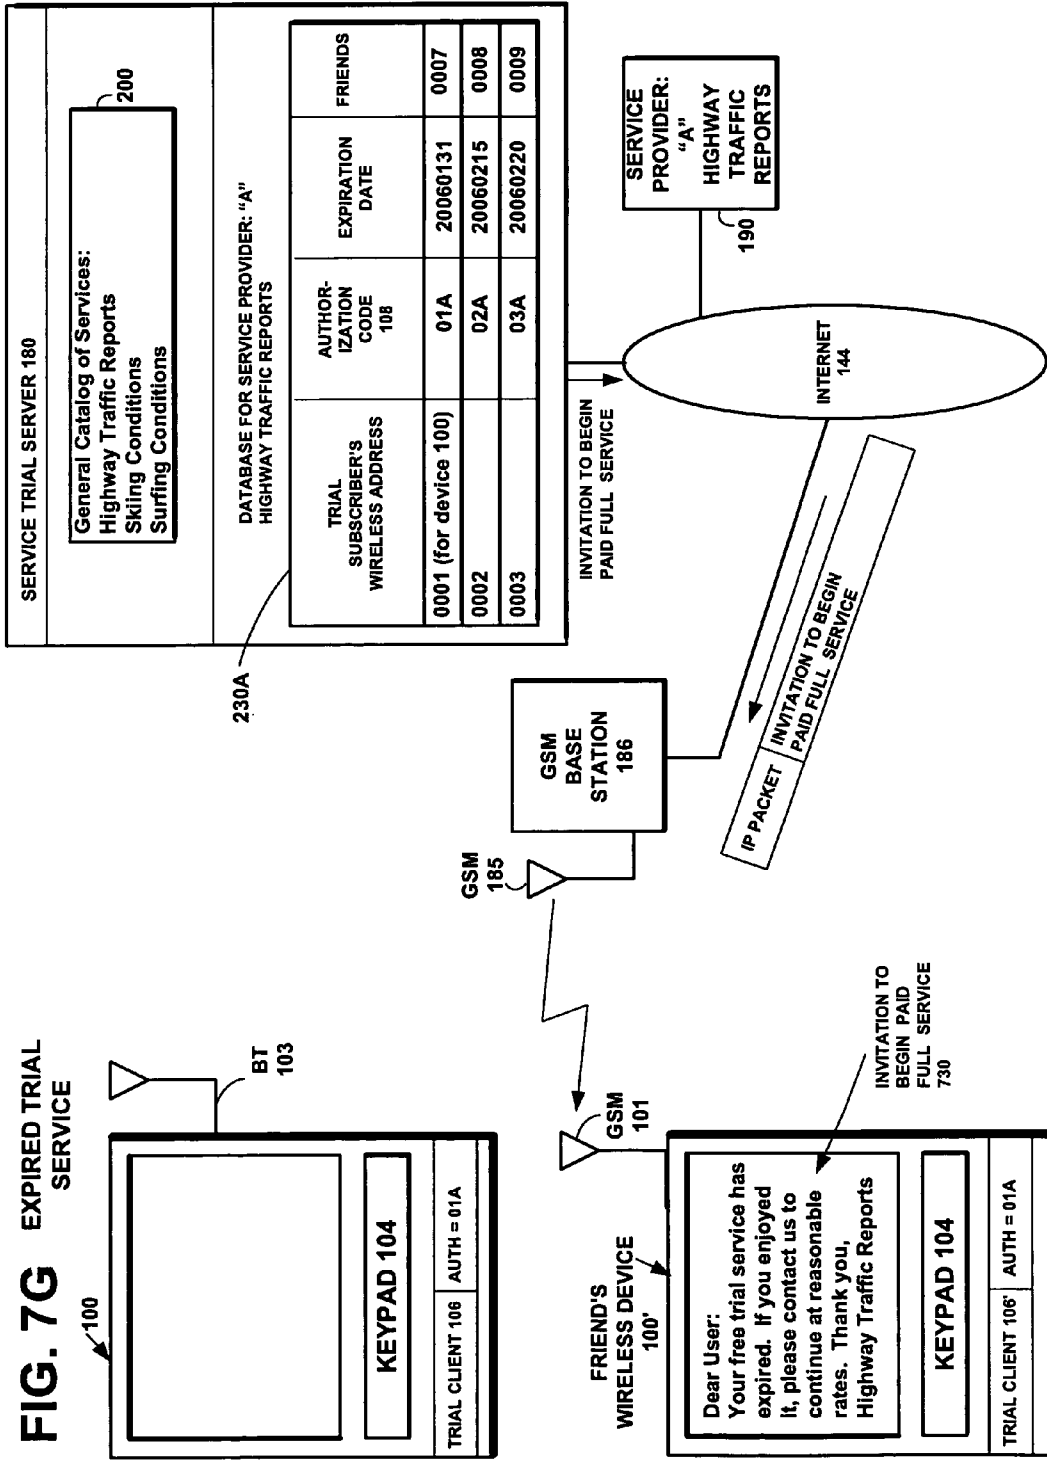 FIG. 7G
EXPIRED TRIAL
SERVICE
100
BT
103
KEYPAD 104
TRIAL CLIENT 106
AUTH = 01A
FRIEND'S
WIRELESS DEVICE
100'
GSM
101
Dear User:
Your free trial service has
expired. If you enjoyed
It, please contact us to
continue at reasonable
rates. Thank you,
Highway Traffic Reports
KEYPAD 104
TRIAL CLIENT 106'
AUTH = 01A
INVITATION TO
BEGIN PAID
FULL SERVICE
730
GSM
185
GSM
BASE
STATION
186
IP PACKET
INVITATION TO BEGIN
PAID FULL SERVICE
SERVICE TRIAL SERVER 180
General Catalog of Services:
Highway Traffic Reports
Skiing Conditions
Surfing Conditions
200
DATABASE FOR SERVICE PROVIDER: "A"
HIGHWAY TRAFFIC REPORTS
230A
TRIAL
SUBSCRIBER'S
WIRELESS ADDRESS
AUTHOR-
IZATION
CODE
108
EXPIRATION
DATE
FRIENDS
0001 (for device 100) 01A 20060131 0007
0002 02A 20060215 0008
0003 03A 20060220 0009
INVITATION TO BEGIN
PAID FULL SERVICE
INTERNET
144
SERVICE
PROVIDER:
"A"
HIGHWAY
TRAFFIC
REPORTS
190